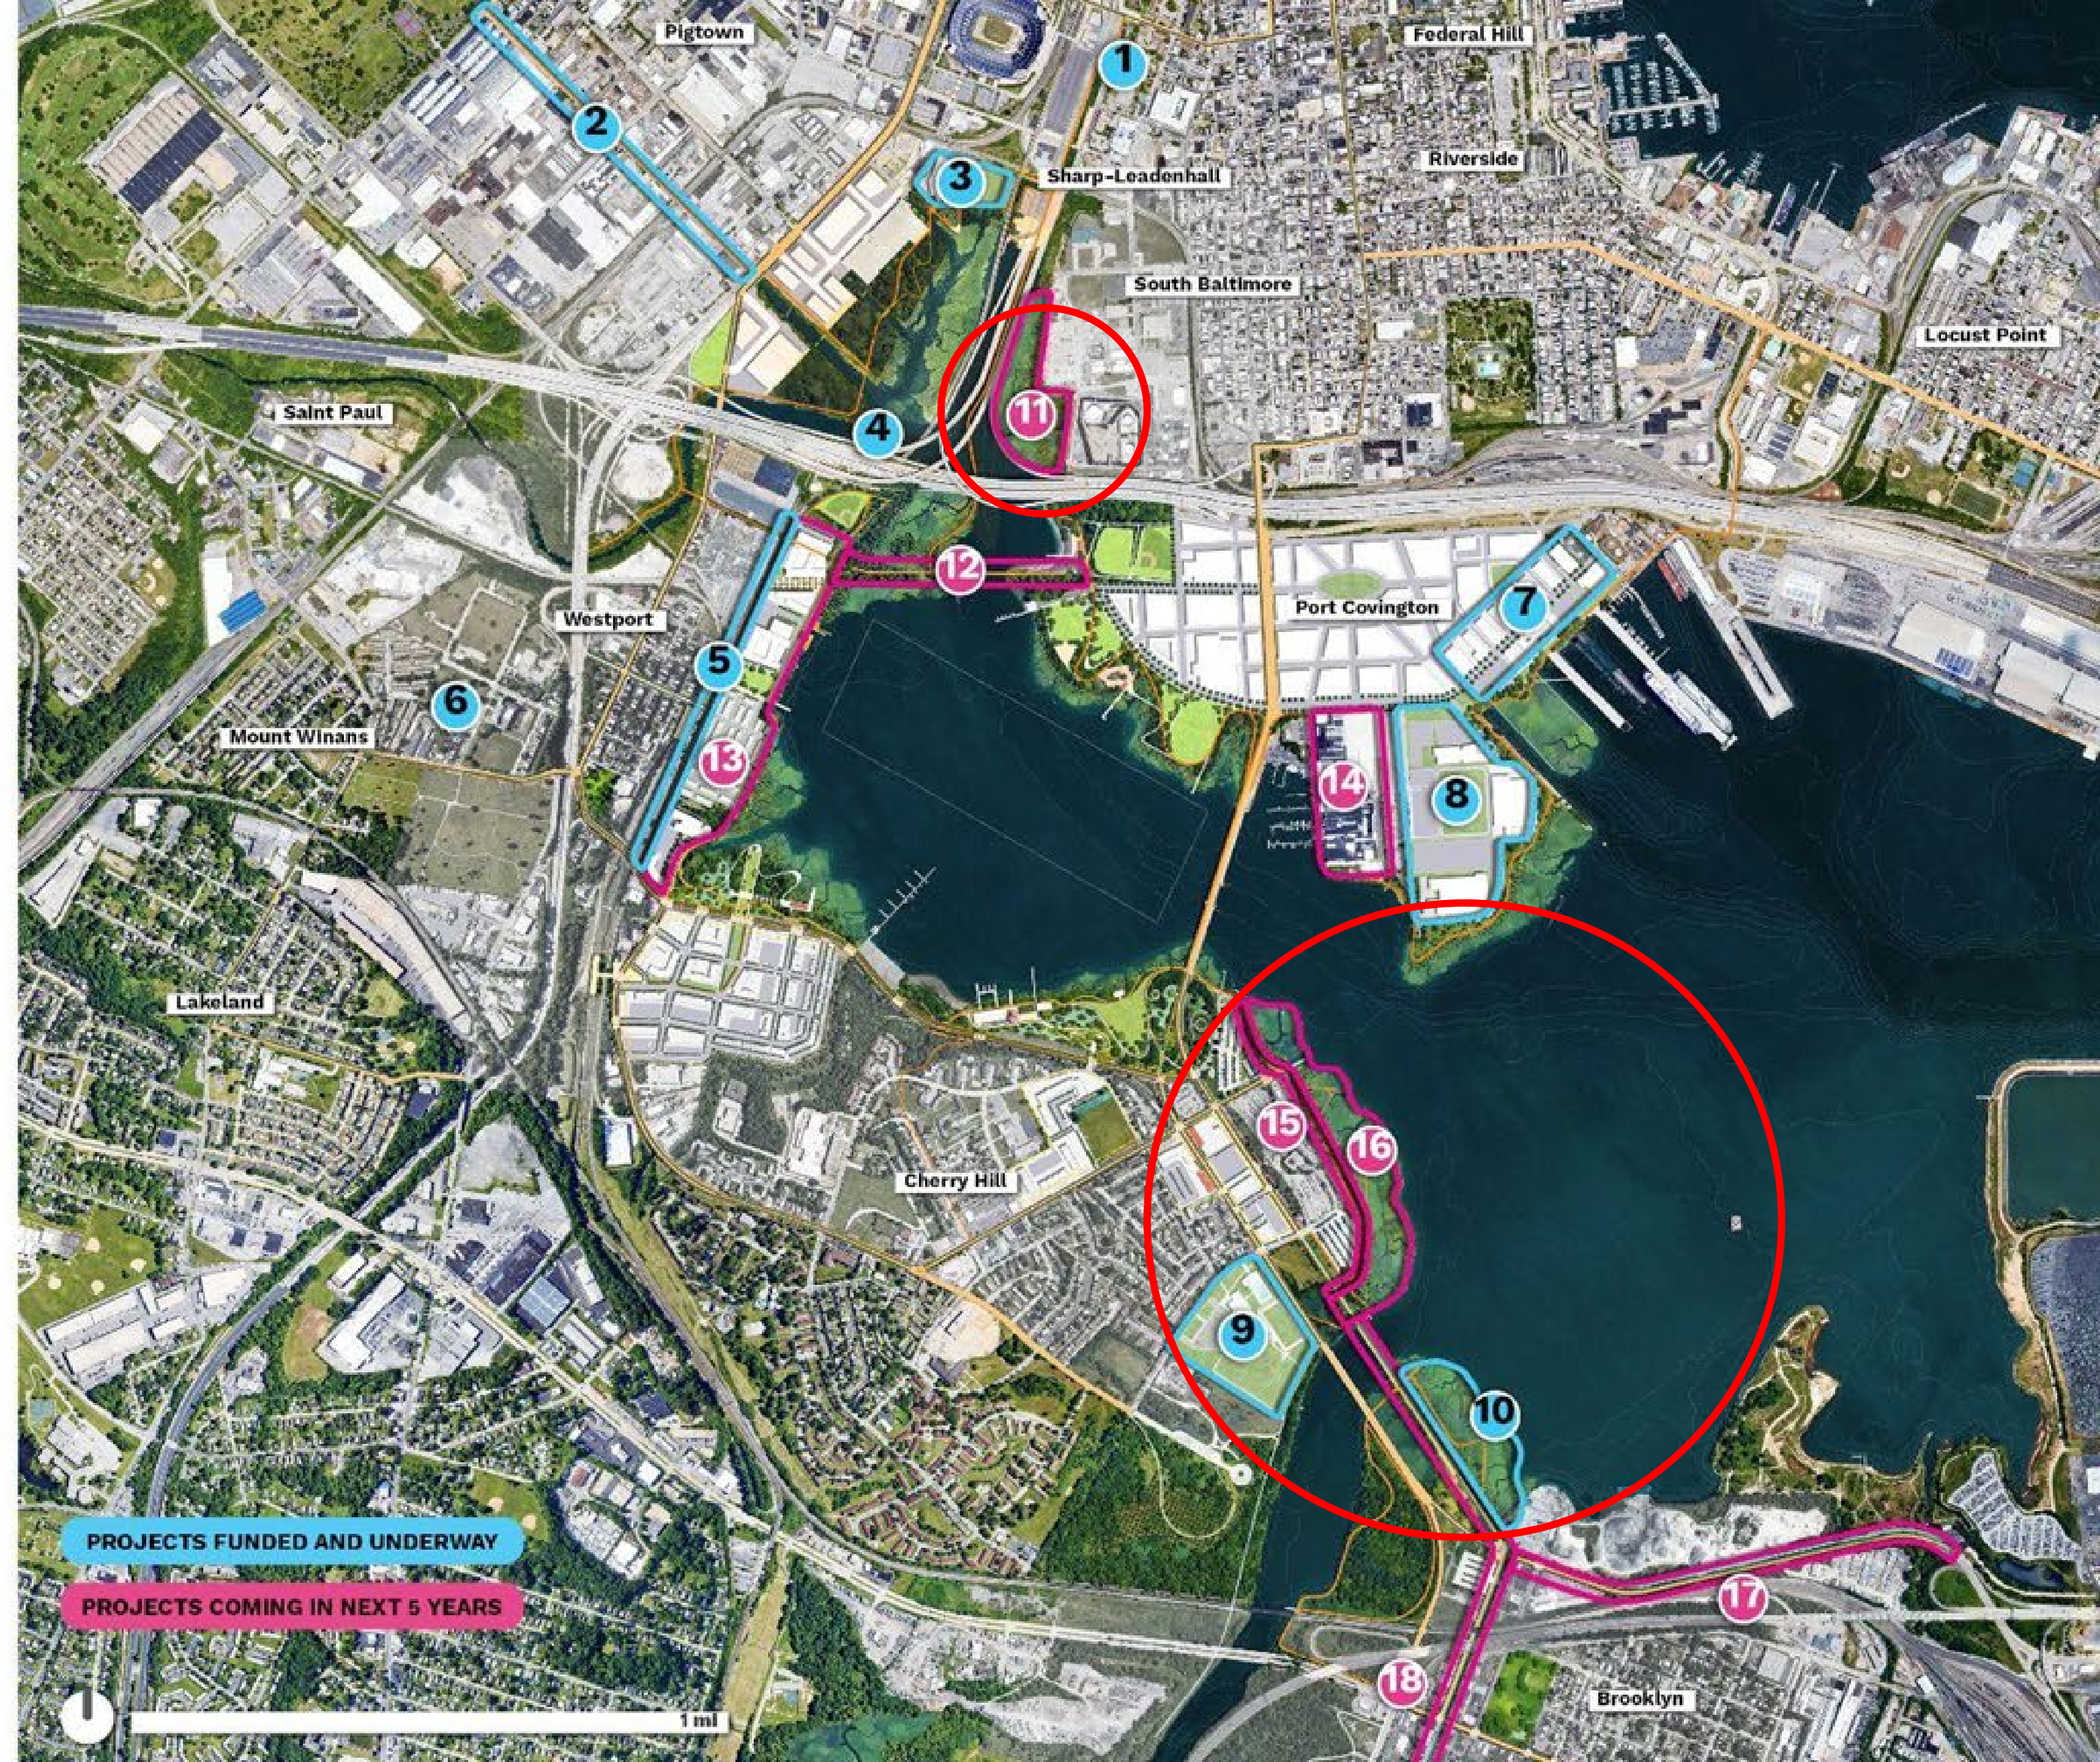 Pigtown
Federal Hill
1
2
Riverside
3
Sharp-Leadenhall
South Baltimore
Locust Point
Saint Paul
11
4
12
Westport
Port Covington
7
5
6
Mount Winans
13
14
8
Lakeland
15
16
Cherry Hill
9
10
PROJECTS FUNDED AND UNDERWAY
PROJECTS COMING IN NEXT 5 YEARS
17
18
Brooklyn
1 mi